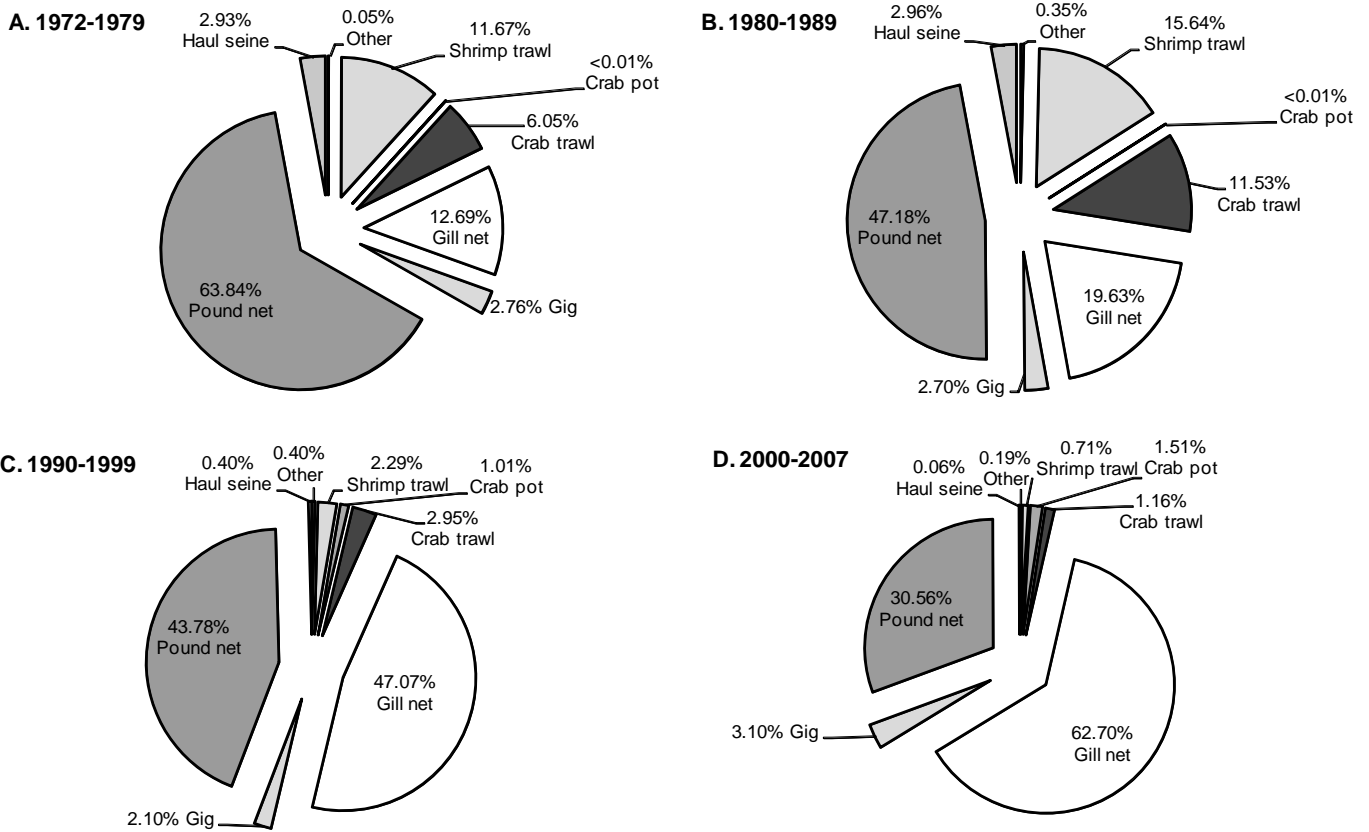 A. 1972-1979
2.93%
Haul seine
0.05%
Other
11.67%
Shrimp trawl
<0.01%
Crab pot
6.05%
Crab trawl
12.69%
Gill net
2.76% Gig
63.84%
Pound net
B. 1980-1989
2.96%
Haul seine
0.35%
Other
15.64%
Shrimp trawl
<0.01%
Crab pot
11.53%
Crab trawl
19.63%
Gill net
2.70% Gig
47.18%
Pound net
C. 1990-1999
0.40%
Haul seine
0.40%
Other
2.29%
Shrimp trawl
1.01%
Crab pot
2.95%
Crab trawl
47.07%
Gill net
2.10% Gig
43.78%
Pound net
D. 2000-2007
0.06%
Haul seine
0.19%
Other
0.71%
Shrimp trawl
1.51%
Crab pot
1.16%
Crab trawl
62.70%
Gill net
3.10% Gig
30.56%
Pound net